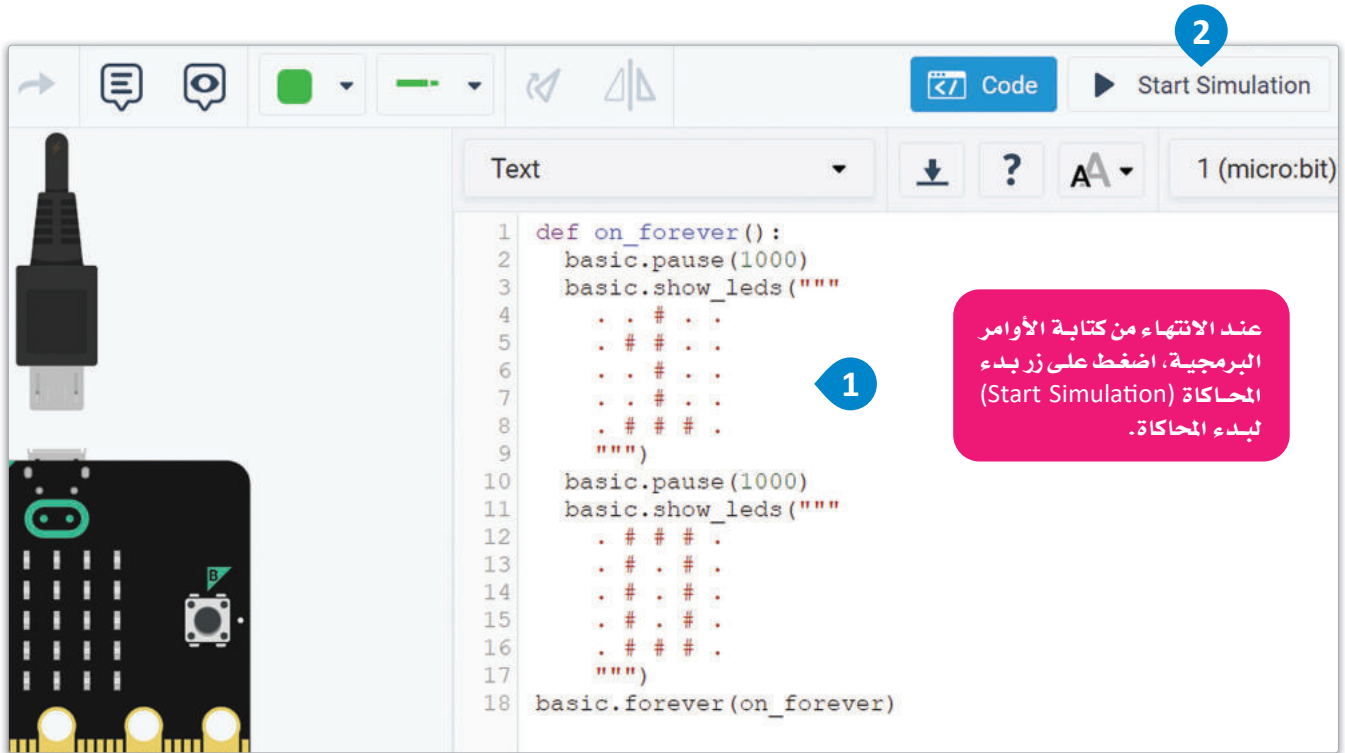 2
Code
Start Simulation
Text
?
AA
1 (micro:bit)
1 def on_forever():
2 basic.pause(1000)
3 basic.show_leds("""
4 . . # . .
5 . # # . .
6 . . # . .
7 . . # . .
8 . # # # .
9 """)
10 basic.pause(1000)
11 basic.show_leds("""
12 . # # # .
13 . # . # .
14 . # . # .
15 . # . # .
16 . # # # .
17 """)
18 basic.forever(on_forever)
1
عند الانتهاء من كتابة الأوامر
البرمجية، اضغط على زر بدء
المحاكاة (Start Simulation)
لبدء المحاكاة.
B